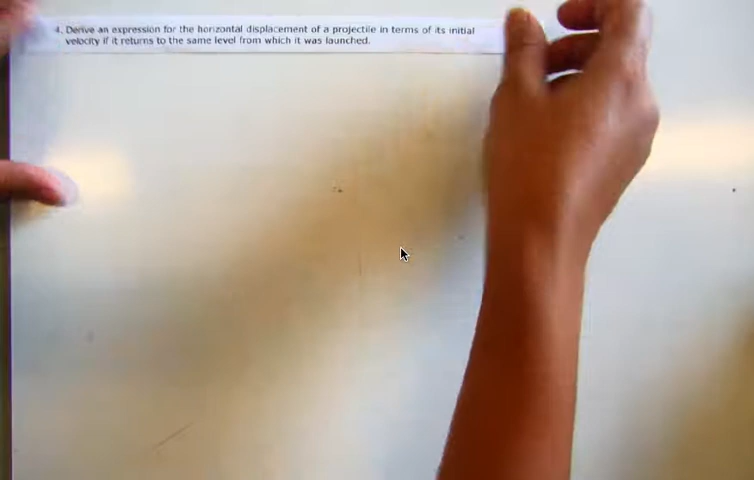 4. Derive an expression for the horizontal displacement of a projectile in terms of its initial
velocity if it returns to the same level from which it was launched.